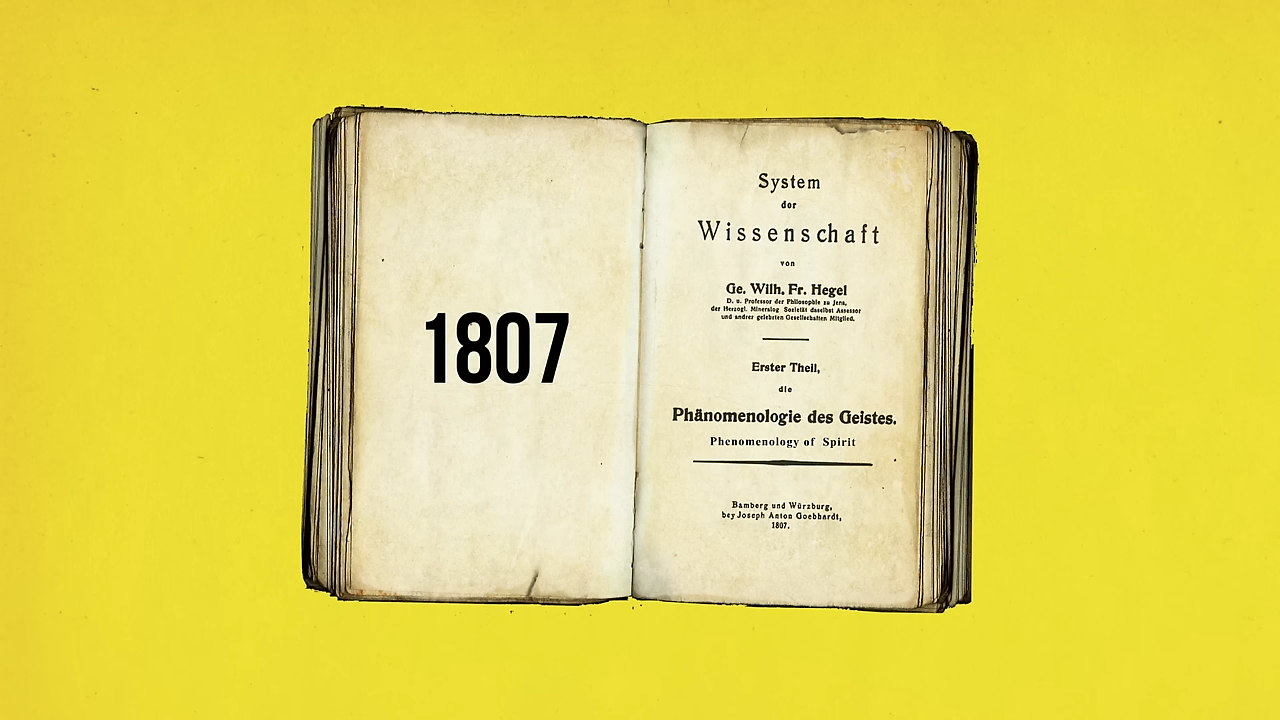 1807
System
der
Wissenschaft
von
Ge. Wilh. Fr. Hegel
D. u. Professor der Philosophie zu Jena,
der Herzogl. Mineralog Sozietät daselbst Assessor
und andrer gelehrten Gesellschaften Mitglied.
Erster Theil,
die
Phänomenologie des Geistes.
Phenomenology of Spirit
Bamberg und Würzburg,
bey Joseph Anton Goebhardt,
1807.